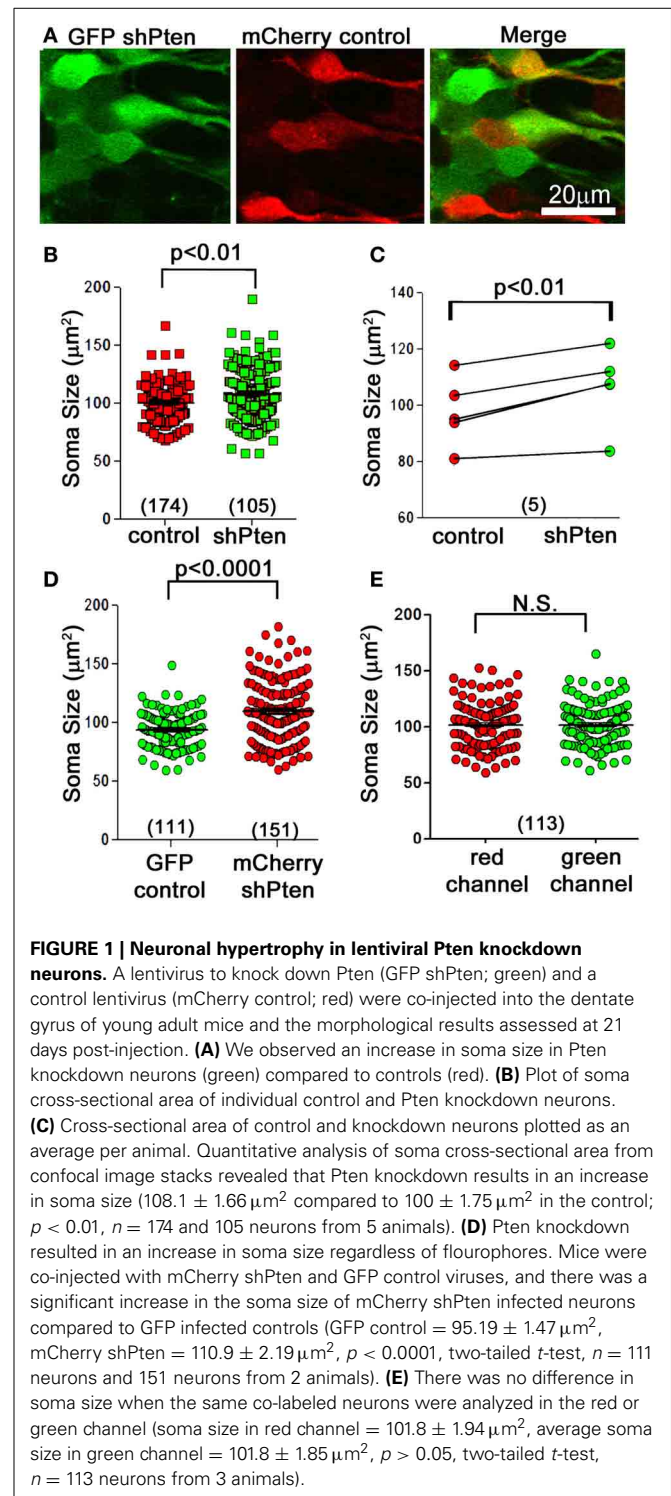 A GFP shPten mCherry control Merge
20μm
B
p<0.01
Soma Size (μm²)
200
150
100
50
0
(174) (105)
control shPten
C
p<0.01
Soma Size (μm²)
140
120
100
80
60
(5)
control shPten
D
p<0.0001
Soma Size (μm²)
200
150
100
50
0
(111) (151)
GFP mCherry
control shPten
E
N.S.
200
150
100
50
0
(113)
red green
channel channel
FIGURE 1 | Neuronal hypertrophy in lentiviral Pten knockdown
neurons. A lentivirus to knock down Pten (GFP shPten; green) and a
control lentivirus (mCherry control; red) were co-injected into the dentate
gyrus of young adult mice and the morphological results assessed at 21
days post-injection. (A) We observed an increase in soma size in Pten
knockdown neurons (green) compared to controls (red). (B) Plot of soma
cross-sectional area of individual control and Pten knockdown neurons.
(C) Cross-sectional area of control and knockdown neurons plotted as an
average per animal. Quantitative analysis of soma cross-sectional area from
confocal image stacks revealed that Pten knockdown results in an increase
in soma size (108.1 ± 1.66 μm² compared to 100 ± 1.75 μm² in the control;
p < 0.01, n = 174 and 105 neurons from 5 animals). (D) Pten knockdown
resulted in an increase in soma size regardless of flourophores. Mice were
co-injected with mCherry shPten and GFP control viruses, and there was a
significant increase in the soma size of mCherry shPten infected neurons
compared to GFP infected controls (GFP control = 95.19 ± 1.47 μm²,
mCherry shPten = 110.9 ± 2.19 μm², p < 0.0001, two-tailed t-test, n = 111
neurons and 151 neurons from 2 animals). (E) There was no difference in
soma size when the same co-labeled neurons were analyzed in the red or
green channel (soma size in red channel = 101.8 ± 1.94 μm², average soma
size in green channel = 101.8 ± 1.85 μm², p > 0.05, two-tailed t-test,
n = 113 neurons from 3 animals).